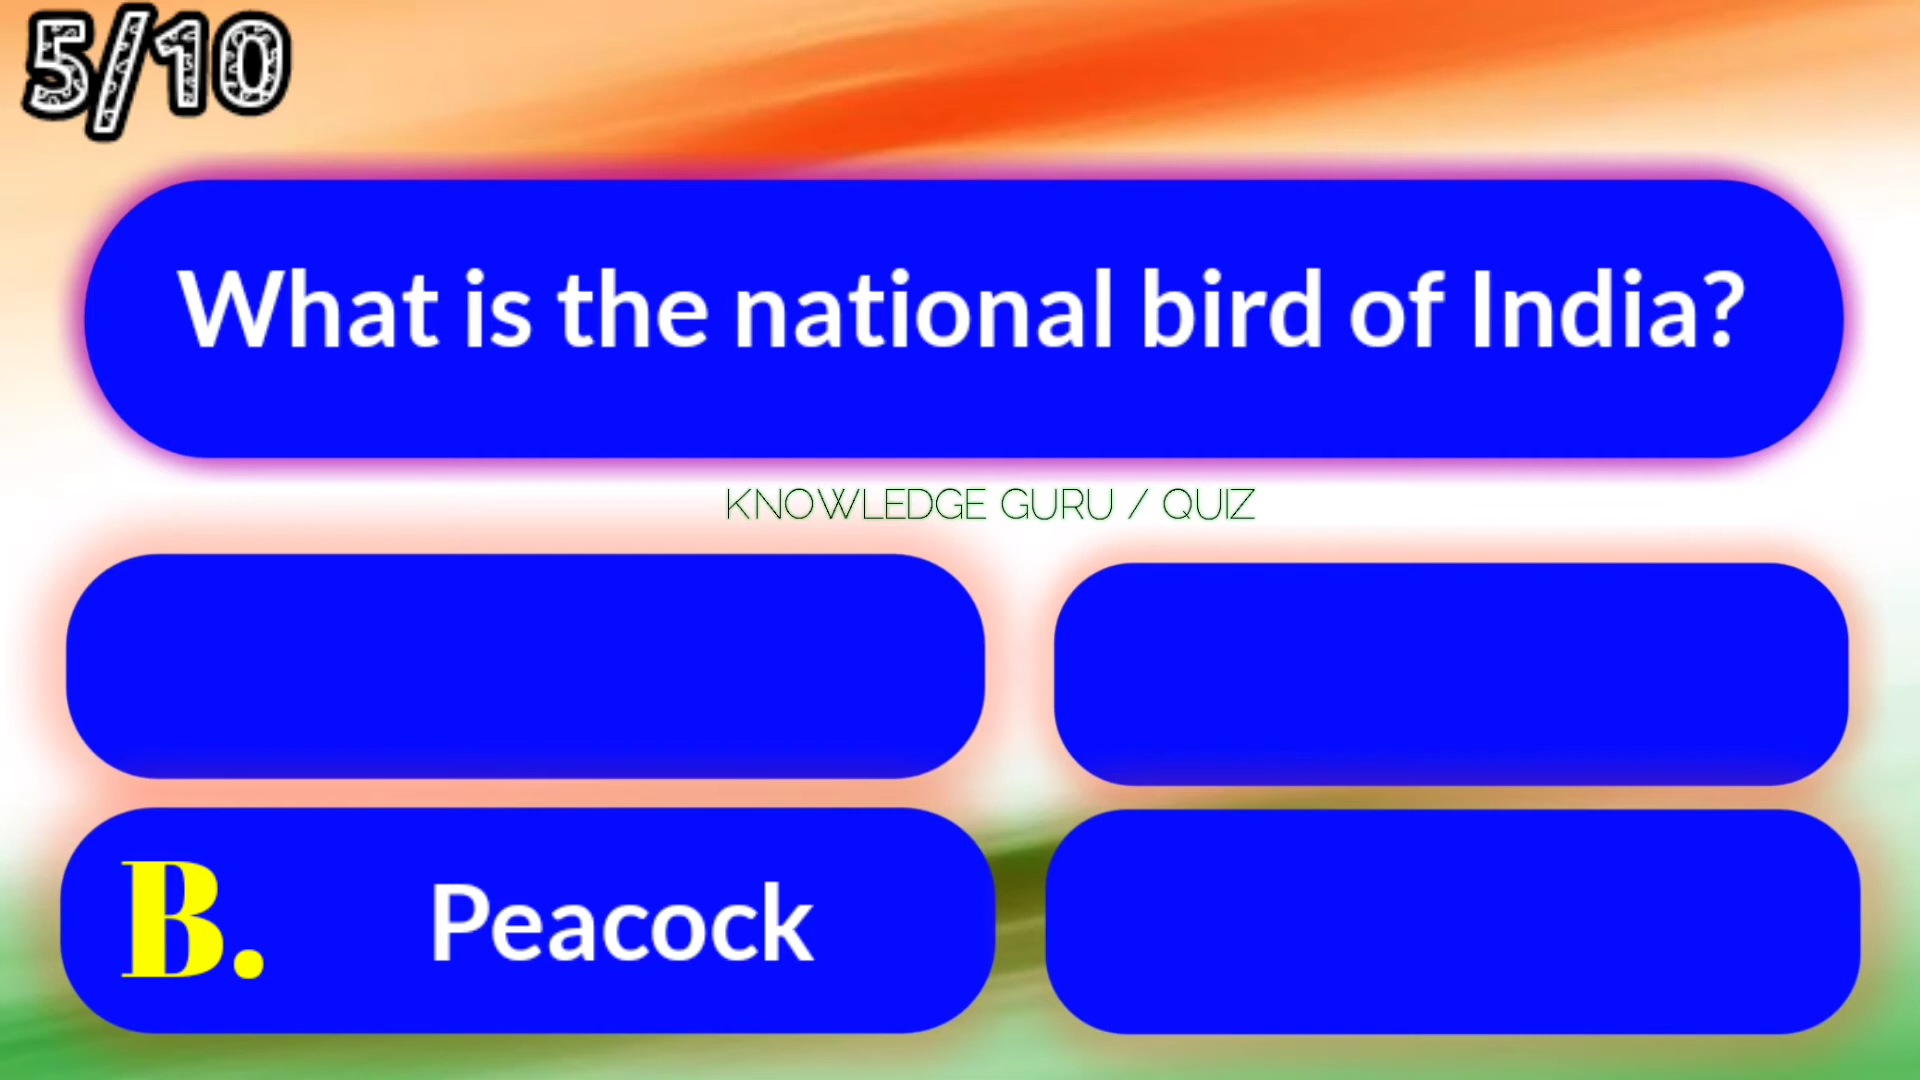 5/10
What is the national bird of India?
KNOWLEDGE GURU / QUIZ
B. Peacock